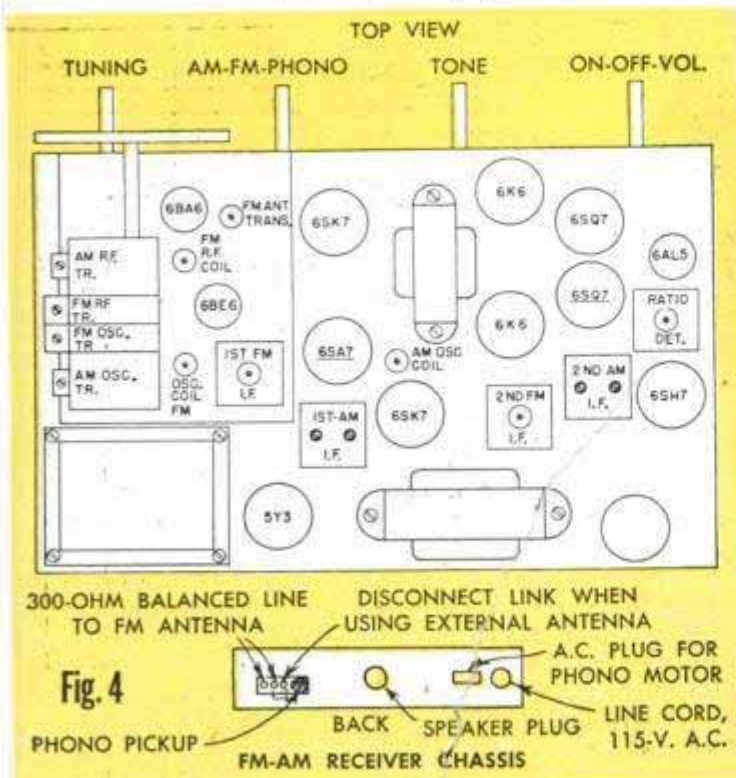 TOP VIEW
TUNING
AM-FM-PHONO
TONE
ON-OFF-VOL.
6BA6
FM ANT.
TRANS.
6SK7
6K6
6SQ7
6AL5
AM R.F.
TR.
FM
R.F.
COIL
FM RF
TR.
6BE6
6SQ7
RATIO
DET.
FM OSC.
TR.
6K6
AM OSC.
TR.
OSC.
COIL
FM
1ST FM
I.F.
6SA7
AM OSC
COIL
2ND AM
I.F.
1ST-AM
I.F.
6SK7
2ND FM
I.F.
6SH7
5Y3
300-OHM BALANCED LINE
TO FM ANTENNA
DISCONNECT LINK WHEN
USING EXTERNAL ANTENNA
A.C. PLUG FOR
PHONO MOTOR
Fig. 4
PHONO PICKUP
BACK
SPEAKER PLUG
LINE CORD,
115-V. A.C.
FM-AM RECEIVER CHASSIS